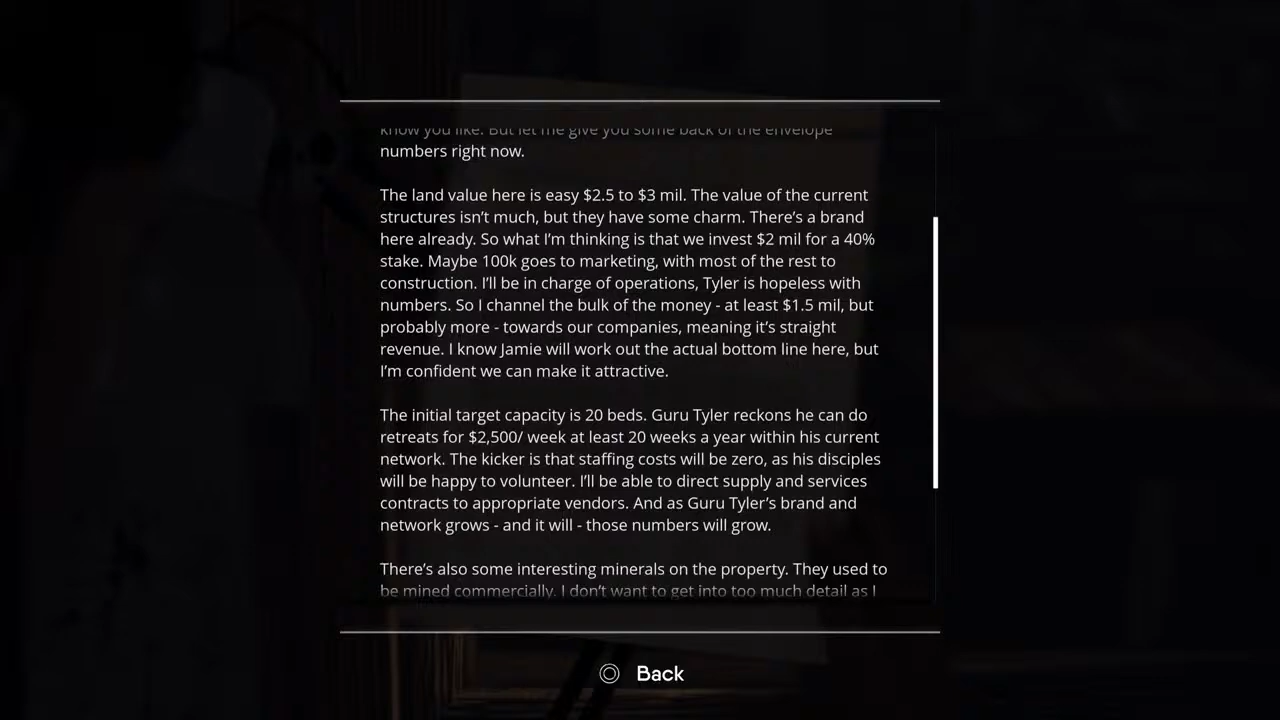 know you like. But let me give you some back of the envelope
numbers right now.
The land value here is easy $2.5 to $3 mil. The value of the current
structures isn’t much, but they have some charm. There’s a brand
here already. So what I’m thinking is that we invest $2 mil for a 40%
stake. Maybe 100k goes to marketing, with most of the rest to
construction. I’ll be in charge of operations, Tyler is hopeless with
numbers. So I channel the bulk of the money - at least $1.5 mil, but
probably more - towards our companies, meaning it’s straight
revenue. I know Jamie will work out the actual bottom line here, but
I’m confident we can make it attractive.
The initial target capacity is 20 beds. Guru Tyler reckons he can do
retreats for $2,500/ week at least 20 weeks a year within his current
network. The kicker is that staffing costs will be zero, as his disciples
will be happy to volunteer. I’ll be able to direct supply and services
contracts to appropriate vendors. And as Guru Tyler’s brand and
network grows - and it will - those numbers will grow.
There’s also some interesting minerals on the property. They used to
be mined commercially. I don’t want to get into too much detail as I
Back